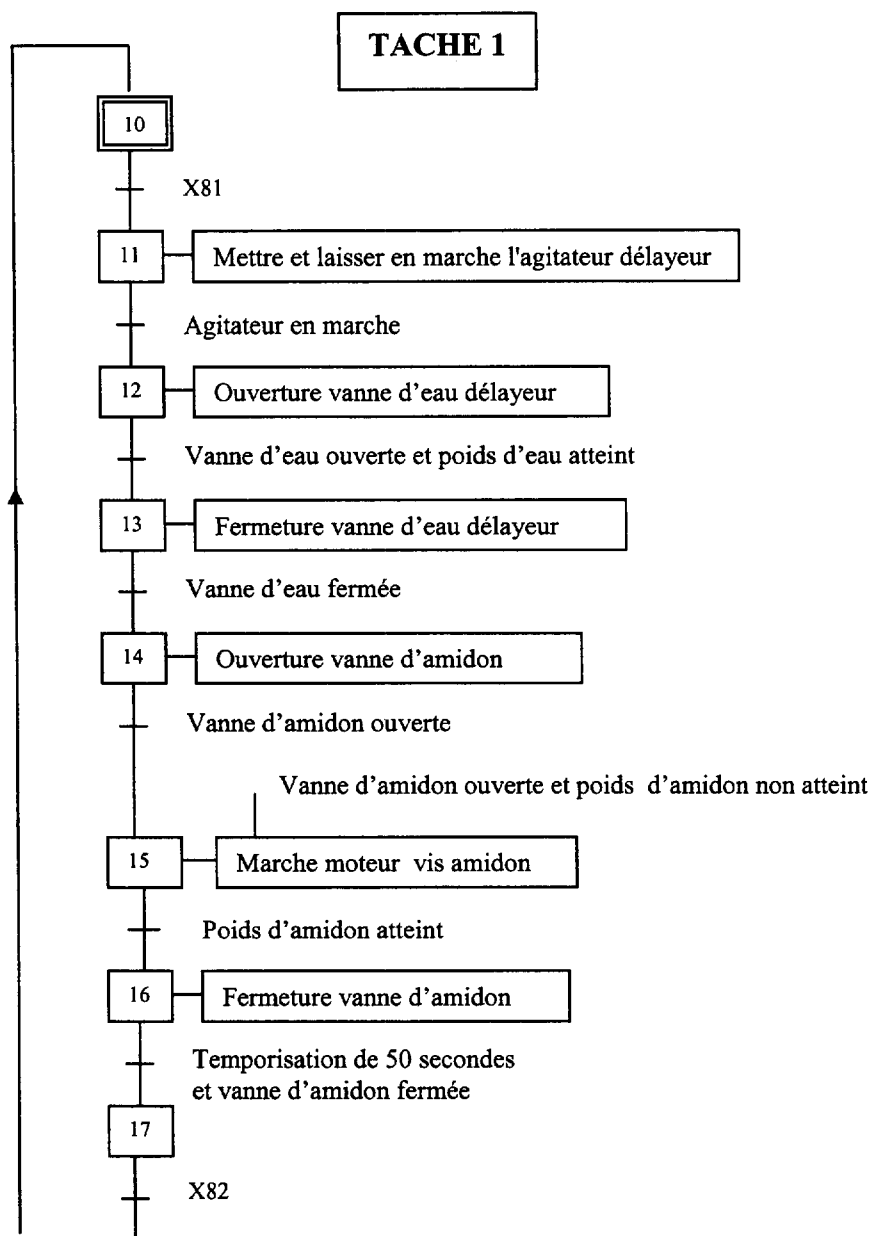 TACHE 1
10
X81
11
Mettre et laisser en marche l'agitateur délayeur
Agitateur en marche
12
Ouverture vanne d'eau délayeur
Vanne d'eau ouverte et poids d'eau atteint
13
Fermeture vanne d'eau délayeur
Vanne d'eau fermée
14
Ouverture vanne d'amidon
Vanne d'amidon ouverte
Vanne d'amidon ouverte et poids d'amidon non atteint
15
Marche moteur vis amidon
Poids d'amidon atteint
16
Fermeture vanne d'amidon
Temporisation de 50 secondes
et vanne d'amidon fermée
17
X82